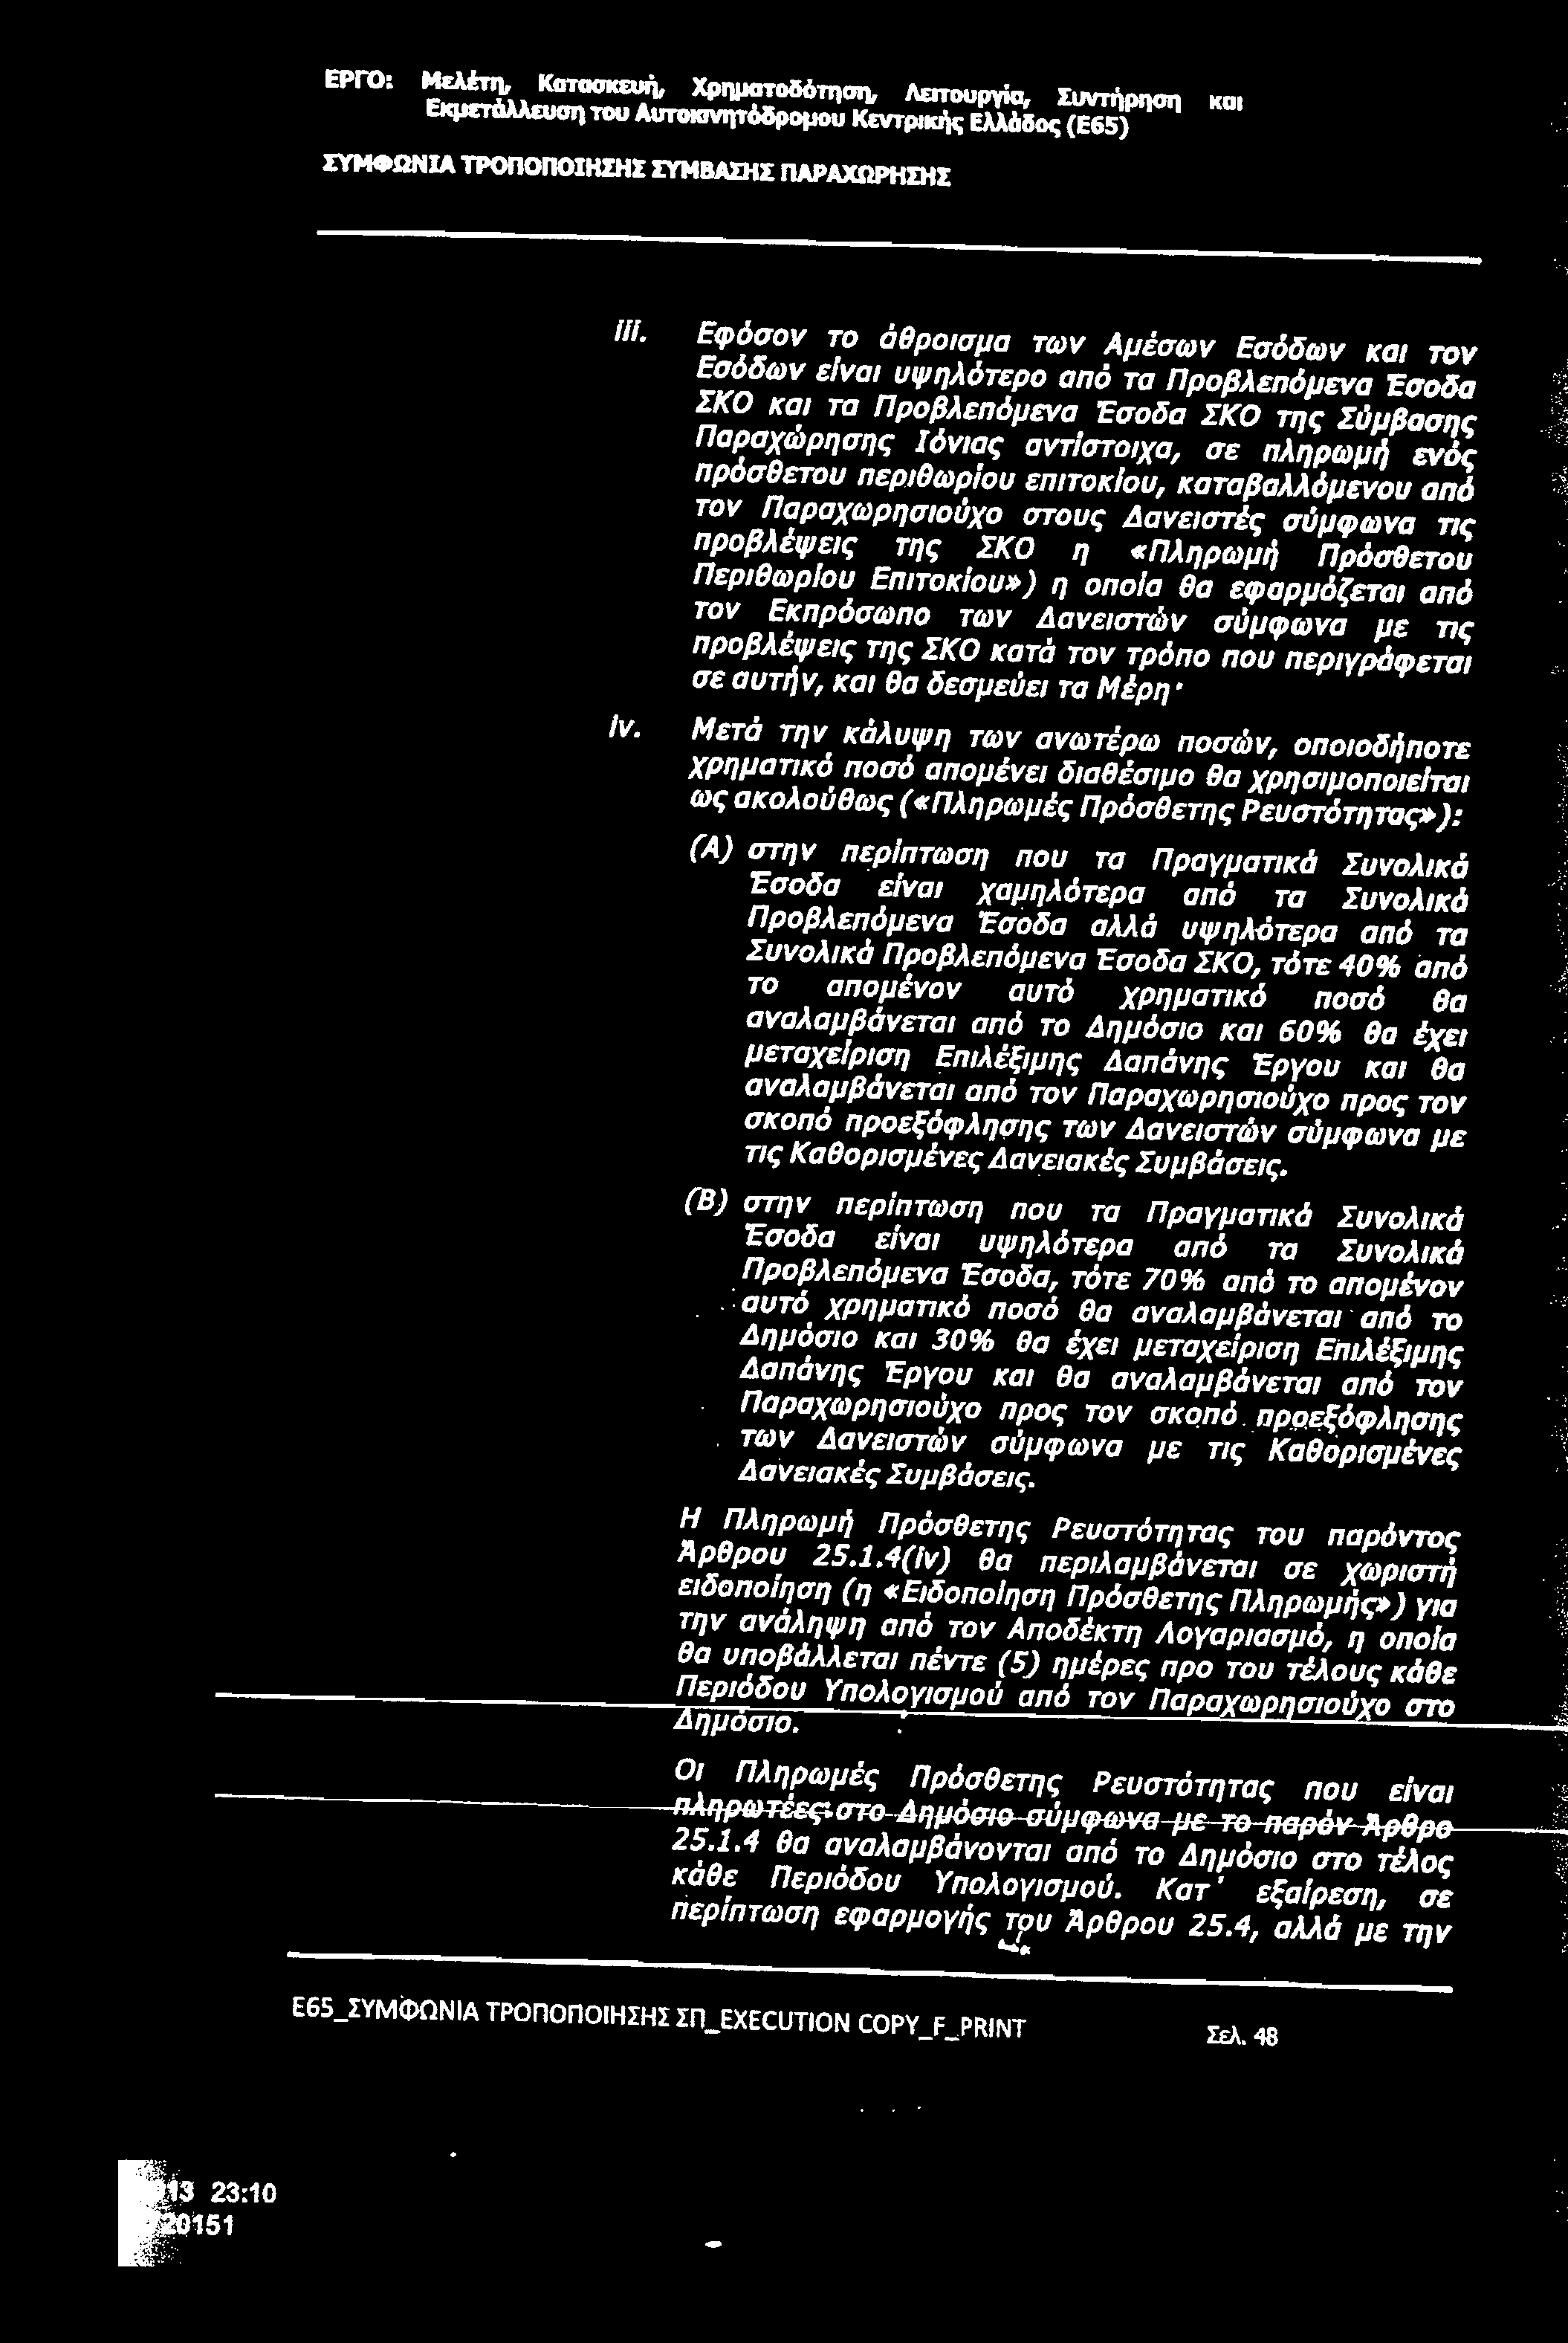 ΕΡΓΟ: Μελέτη, Κατασκευή, Χρηματοδότηση, Λειτουργία, Συντήρηση και
Εκμετάλλευση του Αυτοκινητόδρομου Κεντρικής Ελλάδος (Ε65)
ΣΥΜΦΩΝΙΑ ΤΡΟΠΟΠΟΙΗΣΗΣ ΣΥΜΒΑΣΗΣ ΠΑΡΑΧΩΡΗΣΗΣ
iii. Εφόσον το άθροισμα των Αμέσων Εσόδων και τον
Εσόδων είναι υψηλότερο από τα Προβλεπόμενα Έσοδα
ΣΚΟ και τα Προβλεπόμενα Έσοδα ΣΚΟ της Σύμβασης
Παραχώρησης Ιόνιας αντίστοιχα, σε πληρωμή ενός
πρόσθετου περιθωρίου επιτοκίου, καταβαλλόμενου από
τον Παραχωρησιούχο στους Δανειστές σύμφωνα τις
προβλέψεις της ΣΚΟ η «Πληρωμή Πρόσθετου
Περιθωρίου Επιτοκίου») η οποία θα εφαρμόζεται από
τον Εκπρόσωπο των Δανειστών σύμφωνα με τις
προβλέψεις της ΣΚΟ κατά τον τρόπο που περιγράφεται
σε αυτήν, και θα δεσμεύει τα Μέρη·
iv. Μετά την κάλυψη των ανωτέρω ποσών, οποιοδήποτε
χρηματικό ποσό απομένει διαθέσιμο θα χρησιμοποιείται
ως ακολούθως («Πληρωμές Πρόσθετης Ρευστότητας»):
(Α) στην περίπτωση που τα Πραγματικά Συνολικά
Έσοδα είναι χαμηλότερα από τα Συνολικά
Προβλεπόμενα Έσοδα αλλά υψηλότερα από τα
Συνολικά Προβλεπόμενα Έσοδα ΣΚΟ, τότε 40% από
το απομένον αυτό χρηματικό ποσό θα
αναλαμβάνεται από το Δημόσιο και 60% θα έχει
μεταχείριση Επιλέξιμης Δαπάνης Έργου και θα
αναλαμβάνεται από τον Παραχωρησιούχο προς τον
σκοπό προεξόφλησης των Δανειστών σύμφωνα με
τις Καθορισμένες Δανειακές Συμβάσεις.
(Β) στην περίπτωση που τα Πραγματικά Συνολικά
Έσοδα είναι υψηλότερα από τα Συνολικά
Προβλεπόμενα Έσοδα, τότε 70% από το απομένον
αυτό χρηματικό ποσό θα αναλαμβάνεται από το
Δημόσιο και 30% θα έχει μεταχείριση Επιλέξιμης
Δαπάνης Έργου και θα αναλαμβάνεται από τον
Παραχωρησιούχο προς τον σκοπό προεξόφλησης
των Δανειστών σύμφωνα με τις Καθορισμένες
Δανειακές Συμβάσεις.
Η Πληρωμή Πρόσθετης Ρευστότητας του παρόντος
Άρθρου 25.1.4(iv) θα περιλαμβάνεται σε χωριστή
ειδοποίηση (η «Ειδοποίηση Πρόσθετης Πληρωμής») για
την ανάληψη από τον Αποδέκτη Λογαριασμό, η οποία
θα υποβάλλεται πέντε (5) ημέρες προ του τέλους κάθε
Περιόδου Υπολογισμού από τον Παραχωρησιούχο στο
Δημόσιο.
Οι Πληρωμές Πρόσθετης Ρευστότητας που είναι
πληρωτέες στο Δημόσιο σύμφωνα με το παρόν Άρθρο
25.1.4 θα αναλαμβάνονται από το Δημόσιο στο τέλος
κάθε Περιόδου Υπολογισμού. Κατ' εξαίρεση, σε
περίπτωση εφαρμογής του Άρθρου 25.4, αλλά με την
E65_ΣΥΜΦΩΝΙΑ ΤΡΟΠΟΠΟΙΗΣΗΣ ΣΠ_EXECUTION COPY_F_PRINT Σελ. 48
13 23:10
20151